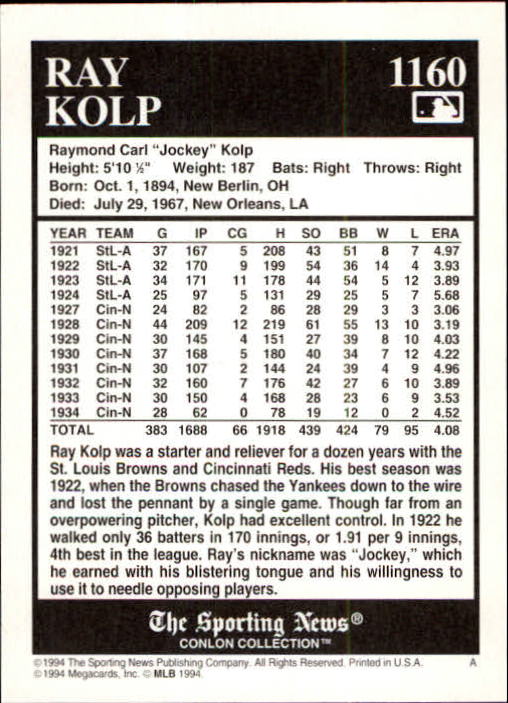 RAY 1160
KOLP
Raymond Carl "Jockey" Kolp
Height: 5'10 ½" Weight: 187 Bats: Right Throws: Right
Born: Oct. 1, 1894, New Berlin, OH
Died: July 29, 1967, New Orleans, LA
YEAR TEAM G IP CG H SO BB W L ERA
1921 StL-A 37 167 5 208 43 51 8 7 4.97
1922 StL-A 32 170 9 199 54 36 14 4 3.93
1923 StL-A 34 171 11 178 44 54 5 12 3.89
1924 StL-A 25 97 5 131 29 25 5 7 5.68
1927 Cin-N 24 82 2 86 28 29 3 3 3.06
1928 Cin-N 44 209 12 219 61 55 13 10 3.19
1929 Cin-N 30 145 4 151 27 39 8 10 4.03
1930 Cin-N 37 168 5 180 40 34 7 12 4.22
1931 Cin-N 30 107 2 144 24 39 4 9 4.96
1932 Cin-N 32 160 7 176 42 27 6 10 3.89
1933 Cin-N 30 150 4 168 28 23 6 9 3.53
1934 Cin-N 28 62 0 78 19 12 0 2 4.52
TOTAL 383 1688 66 1918 439 424 79 95 4.08
Ray Kolp was a starter and reliever for a dozen years with the
St. Louis Browns and Cincinnati Reds. His best season was
1922, when the Browns chased the Yankees down to the wire
and lost the pennant by a single game. Though far from an
overpowering pitcher, Kolp had excellent control. In 1922 he
walked only 36 batters in 170 innings, or 1.91 per 9 innings,
4th best in the league. Ray's nickname was "Jockey," which
he earned with his blistering tongue and his willingness to
use it to needle opposing players.
The Sporting News®
CONLON COLLECTION™
©1994 The Sporting News Publishing Company. All Rights Reserved. Printed in U.S.A. A
©1994 Megacards, Inc. © MLB 1994